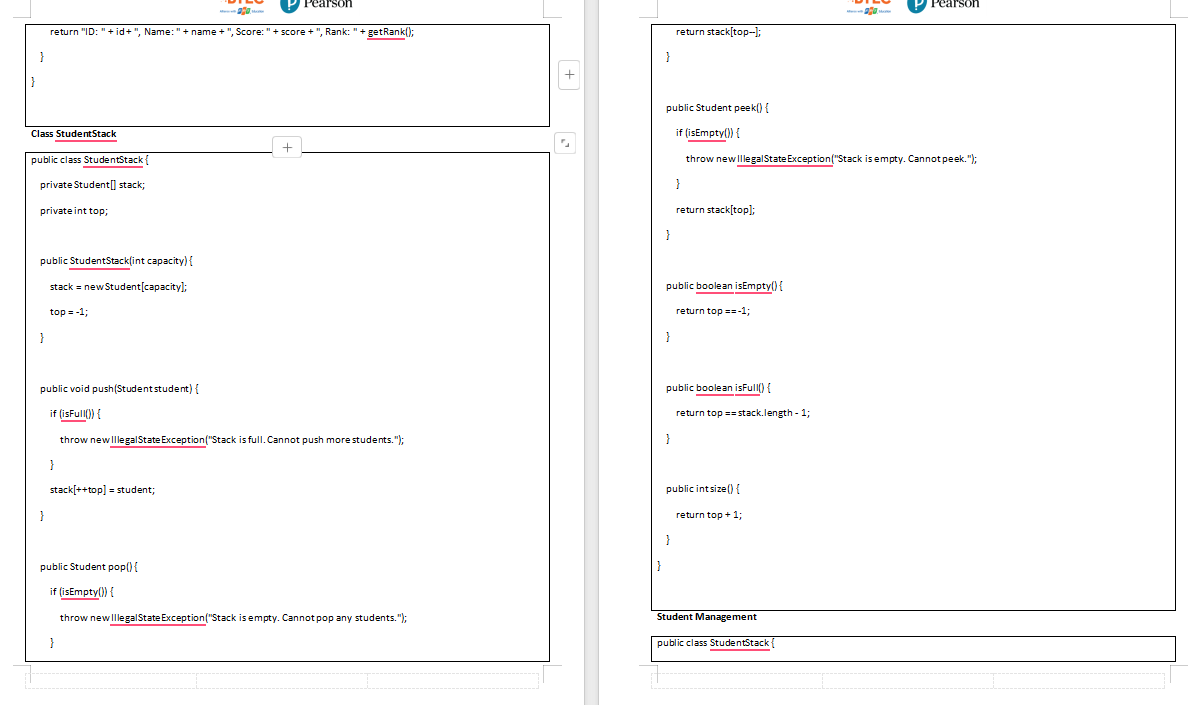 Pearson
return "ID: " + id + ", Name: " + name + ", Score: " + score + ", Rank: " + getRank();
}
}
Class StudentStack
public class StudentStack {
private Student[] stack;
private int top;
public StudentStack(int capacity) {
stack = new Student[capacity];
top = -1;
}
public void push(Student student) {
if (isFull()) {
throw new IllegalStateException("Stack is full. Cannot push more students.");
}
stack[++top] = student;
}
public Student pop() {
if (isEmpty()) {
throw new IllegalStateException("Stack is empty. Cannot pop any students.");
}
Pearson
return stack[top--];
}
public Student peek() {
if (isEmpty()) {
throw new IllegalStateException("Stack is empty. Cannot peek.");
}
return stack[top];
}
public boolean isEmpty() {
return top == -1;
}
public boolean isFull() {
return top == stack.length - 1;
}
public int size() {
return top + 1;
}
}
Student Management
public class StudentStack {